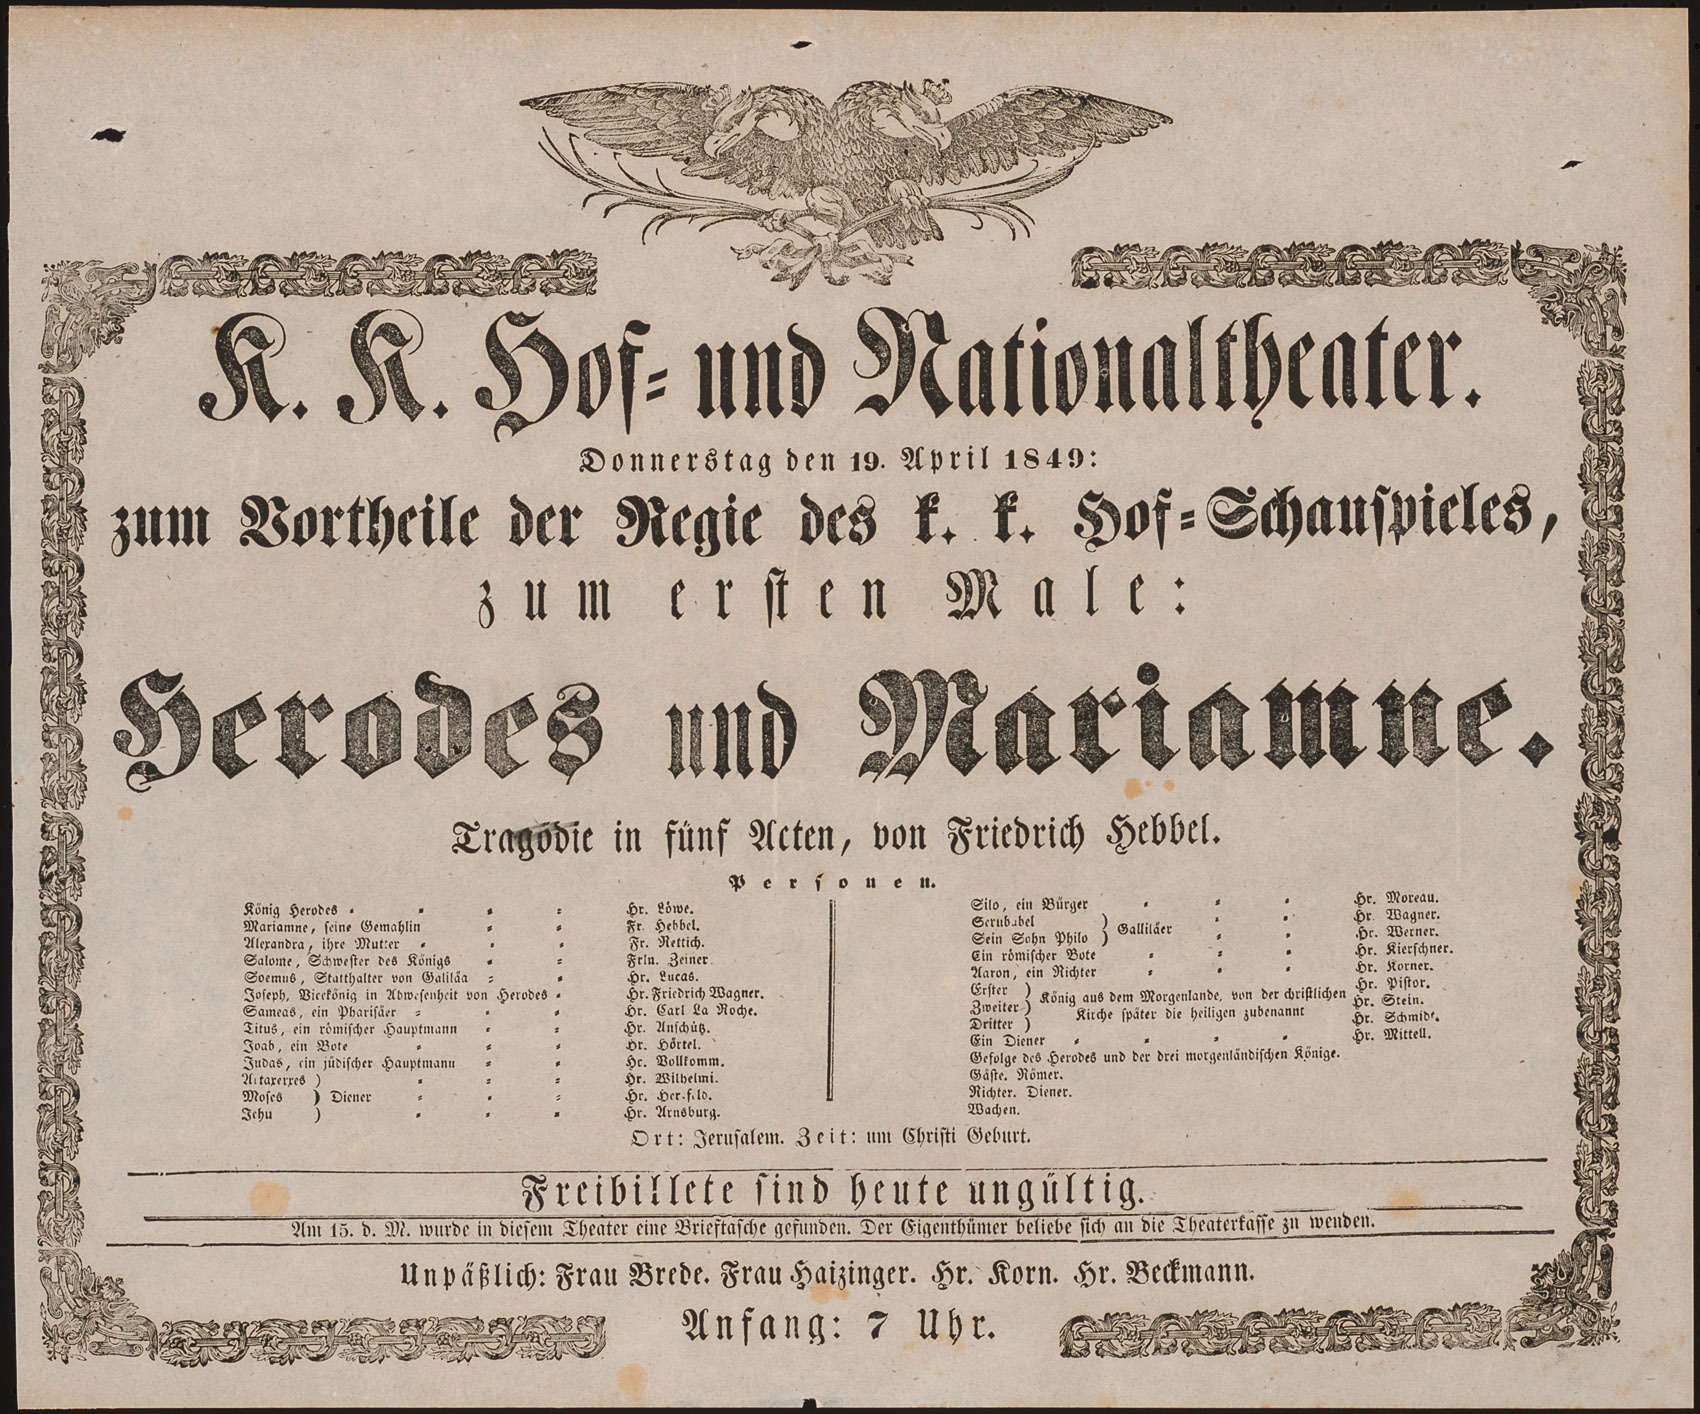 K. K. Hof- und Nationaltheater.
Donnerstag den 19. April 1849:
zum Vortheile der Regie des k. k. Hof-Schauspieles,
zum ersten Male:
Herodes und Mariamne.
Tragödie in fünf Acten, von Friedrich Hebbel.
Personen.
König Herodes Hr. Löwe.
Mariamne, seine Gemahlin Fr. Hebbel.
Alexandra, ihre Mutter Fr. Rettich.
Salome, Schwester des Königs Frln. Zeiner.
Soemus, Statthalter von Galiläa Hr. Lucas.
Joseph, Vicekönig in Abwesenheit von Herodes Hr. Friedrich Wagner.
Sameas, ein Pharisäer Hr. Carl La Roche.
Titus, ein römischer Hauptmann Hr. Anschütz.
Joab, ein Bote Hr. Hörtel.
Judas, ein jüdischer Hauptmann Hr. Vollkomm.
Artaxerxes ) Hr. Wilhelmi.
Moses ) Diener Hr. Herzfeld.
Jehu ) Hr. Arnsburg.
Silo, ein Bürger Hr. Moreau.
Serubabel ) Hr. Wagner.
Galliläer
Sein Sohn Philo ) Hr. Werner.
Ein römischer Bote Hr. Kierschner.
Aaron, ein Richter Hr. Korner.
Erster ) Hr. Pistor.
König aus dem Morgenlande, von der christlichen
Zweiter ) Hr. Stein.
Kirche später die heiligen zubenannt
Dritter ) Hr. Schmidt.
Ein Diener Hr. Mittell.
Gefolge des Herodes und der drei morgenländischen Könige.
Gäste. Römer.
Richter. Diener.
Wachen.
Ort: Jerusalem. Zeit: um Christi Geburt.
Freibillete sind heute ungültig.
Am 15. d. M. wurde in diesem Theater eine Brieftasche gefunden. Der Eigenthümer beliebe sich an die Theaterkasse zu wenden.
Unpäßlich: Frau Brede. Frau Haizinger. Hr. Korn. Hr. Beckmann.
Anfang: 7 Uhr.